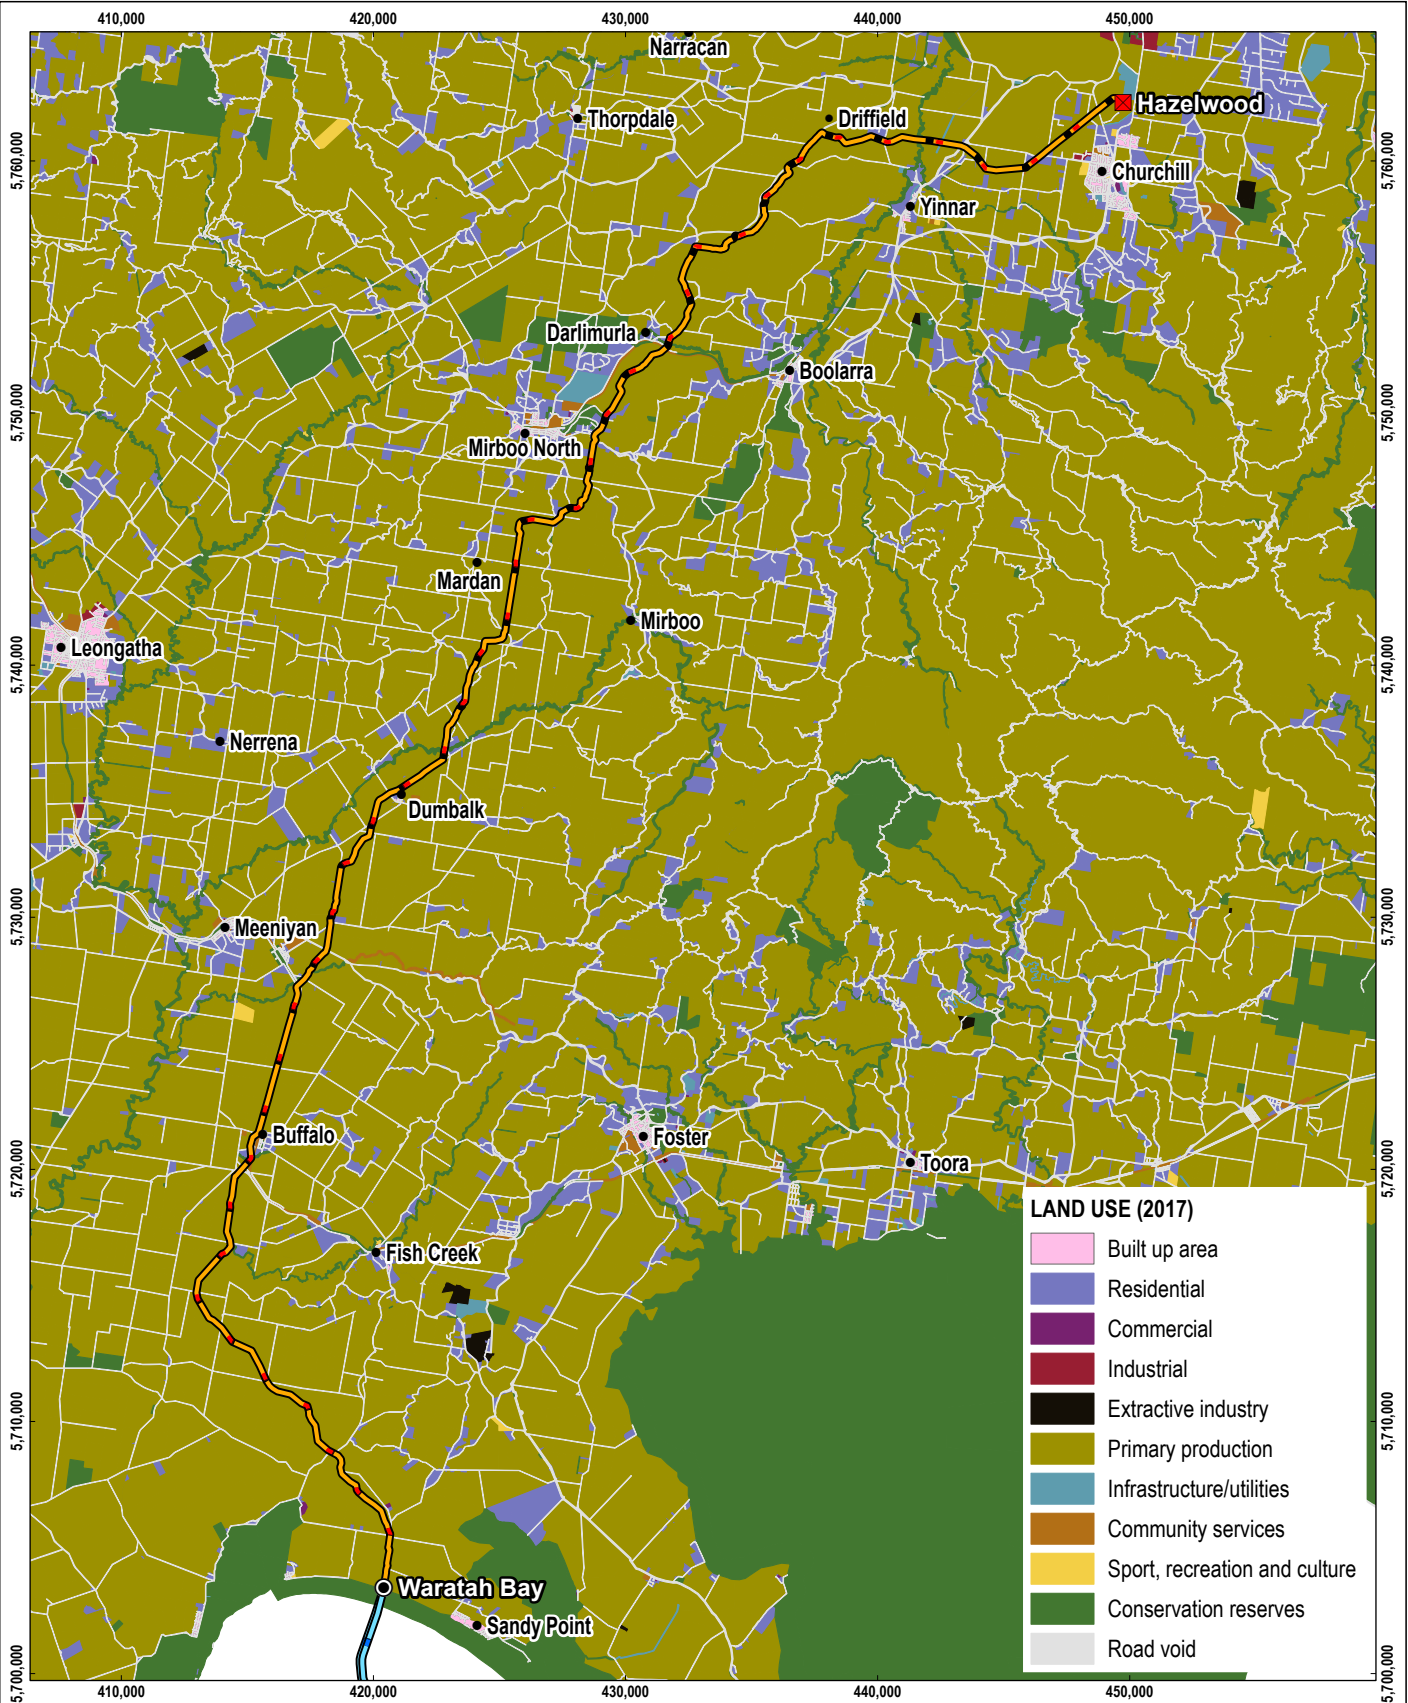 410,000 420,000 430,000 440,000 450,000
Narracan
Hazelwood
Thorpdale
Driffield
5,760,000 5,760,000
Churchill
Yinnar
Darlimurla
Boolarra
5,750,000 5,750,000
Mirboo North
Mardan
Mirboo
Leongatha
5,740,000 5,740,000
Nerrena
Dumbalk
5,730,000 5,730,000
Meeniyan
Buffalo
Foster
Toora
5,720,000 5,720,000
Fish Creek
LAND USE (2017)
Built up area
Residential
Commercial
Industrial
Extractive industry
5,710,000 5,710,000
Primary production
Infrastructure/utilities
Community services
Sport, recreation and culture
Waratah Bay
Conservation reserves
Sandy Point
Road void
5,700,000 5,700,000
410,000 420,000 430,000 440,000 450,000